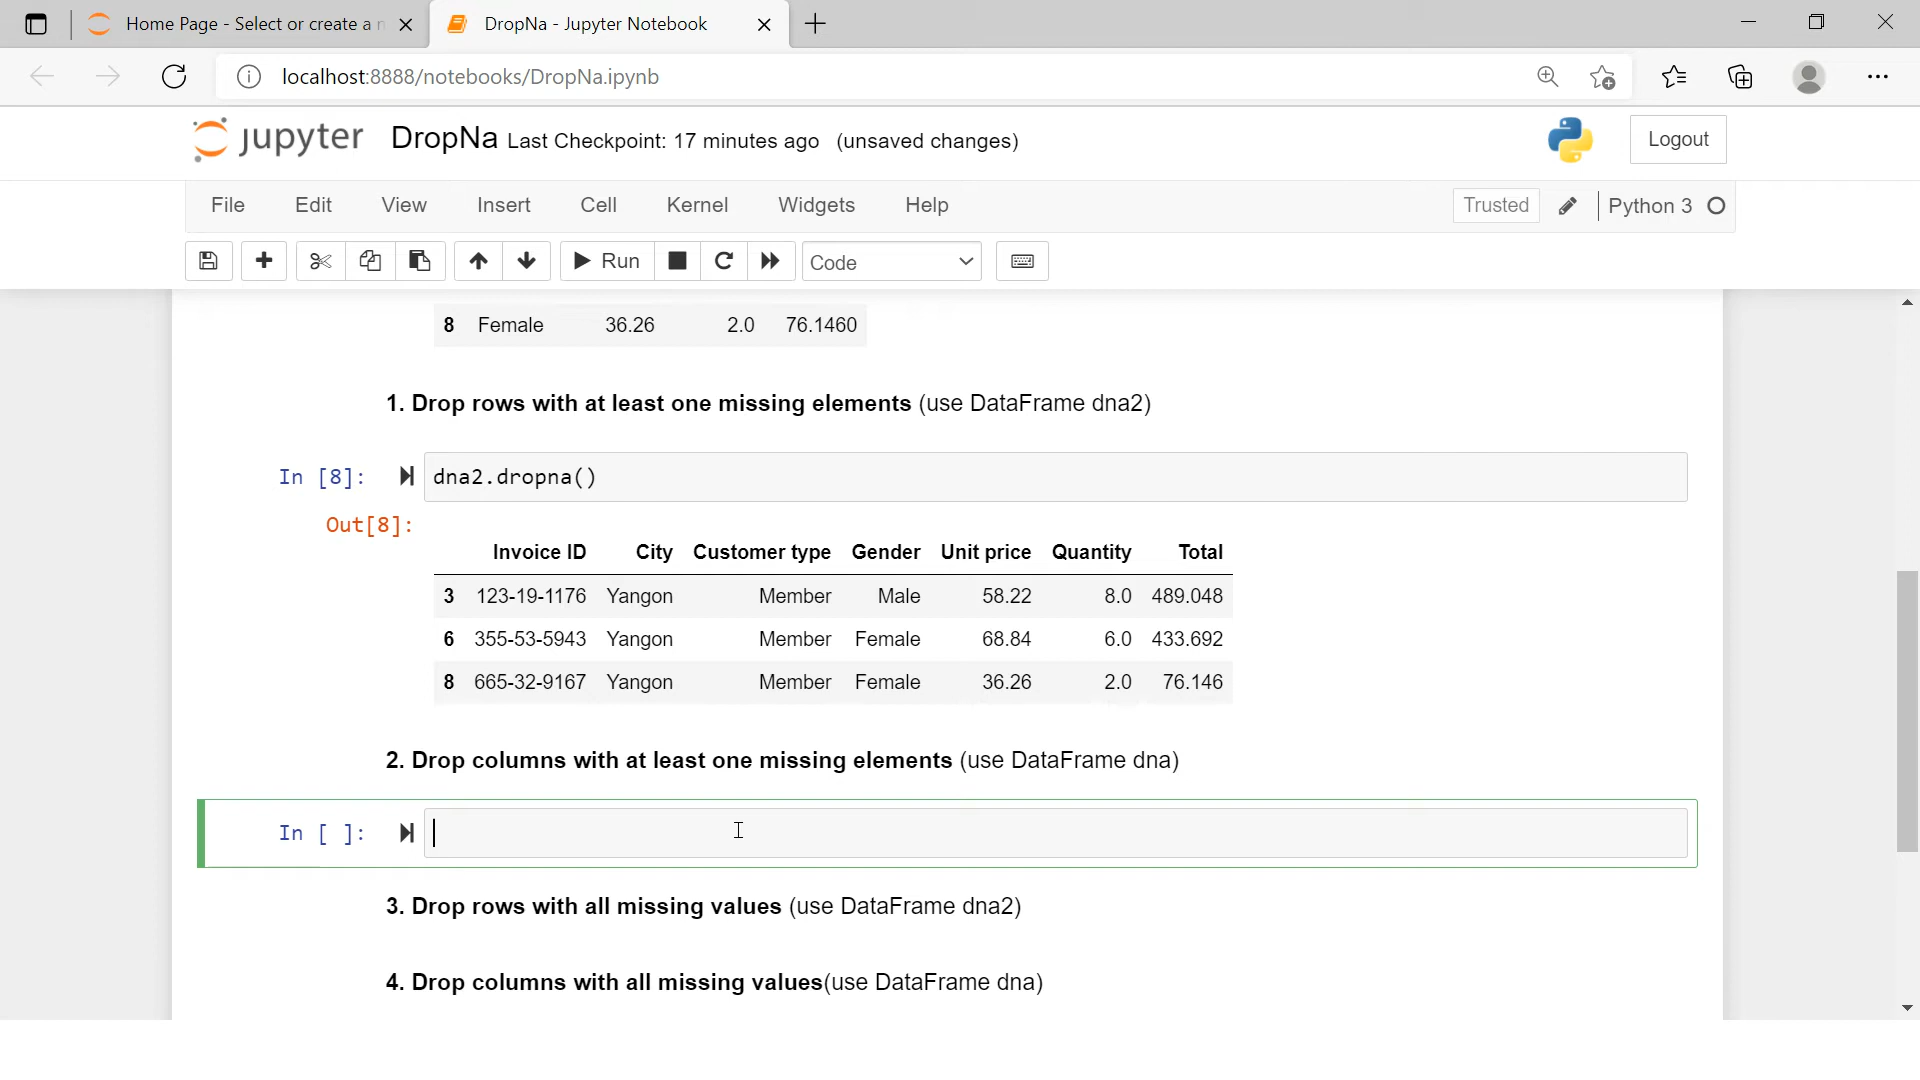 Home Page - Select or create a n
DropNa - Jupyter Notebook
localhost:8888/notebooks/DropNa.ipynb
jupyter DropNa Last Checkpoint: 17 minutes ago (unsaved changes)
Logout
File Edit View Insert Cell Kernel Widgets Help
Trusted Python 3
Run Code
8 Female 36.26 2.0 76.1460
1. Drop rows with at least one missing elements (use DataFrame dna2)
In [8]: dna2.dropna()
Out[8]:
Invoice ID City Customer type Gender Unit price Quantity Total
3 123-19-1176 Yangon Member Male 58.22 8.0 489.048
6 355-53-5943 Yangon Member Female 68.84 6.0 433.692
8 665-32-9167 Yangon Member Female 36.26 2.0 76.146
2. Drop columns with at least one missing elements (use DataFrame dna)
In [ ]:
3. Drop rows with all missing values (use DataFrame dna2)
4. Drop columns with all missing values(use DataFrame dna)